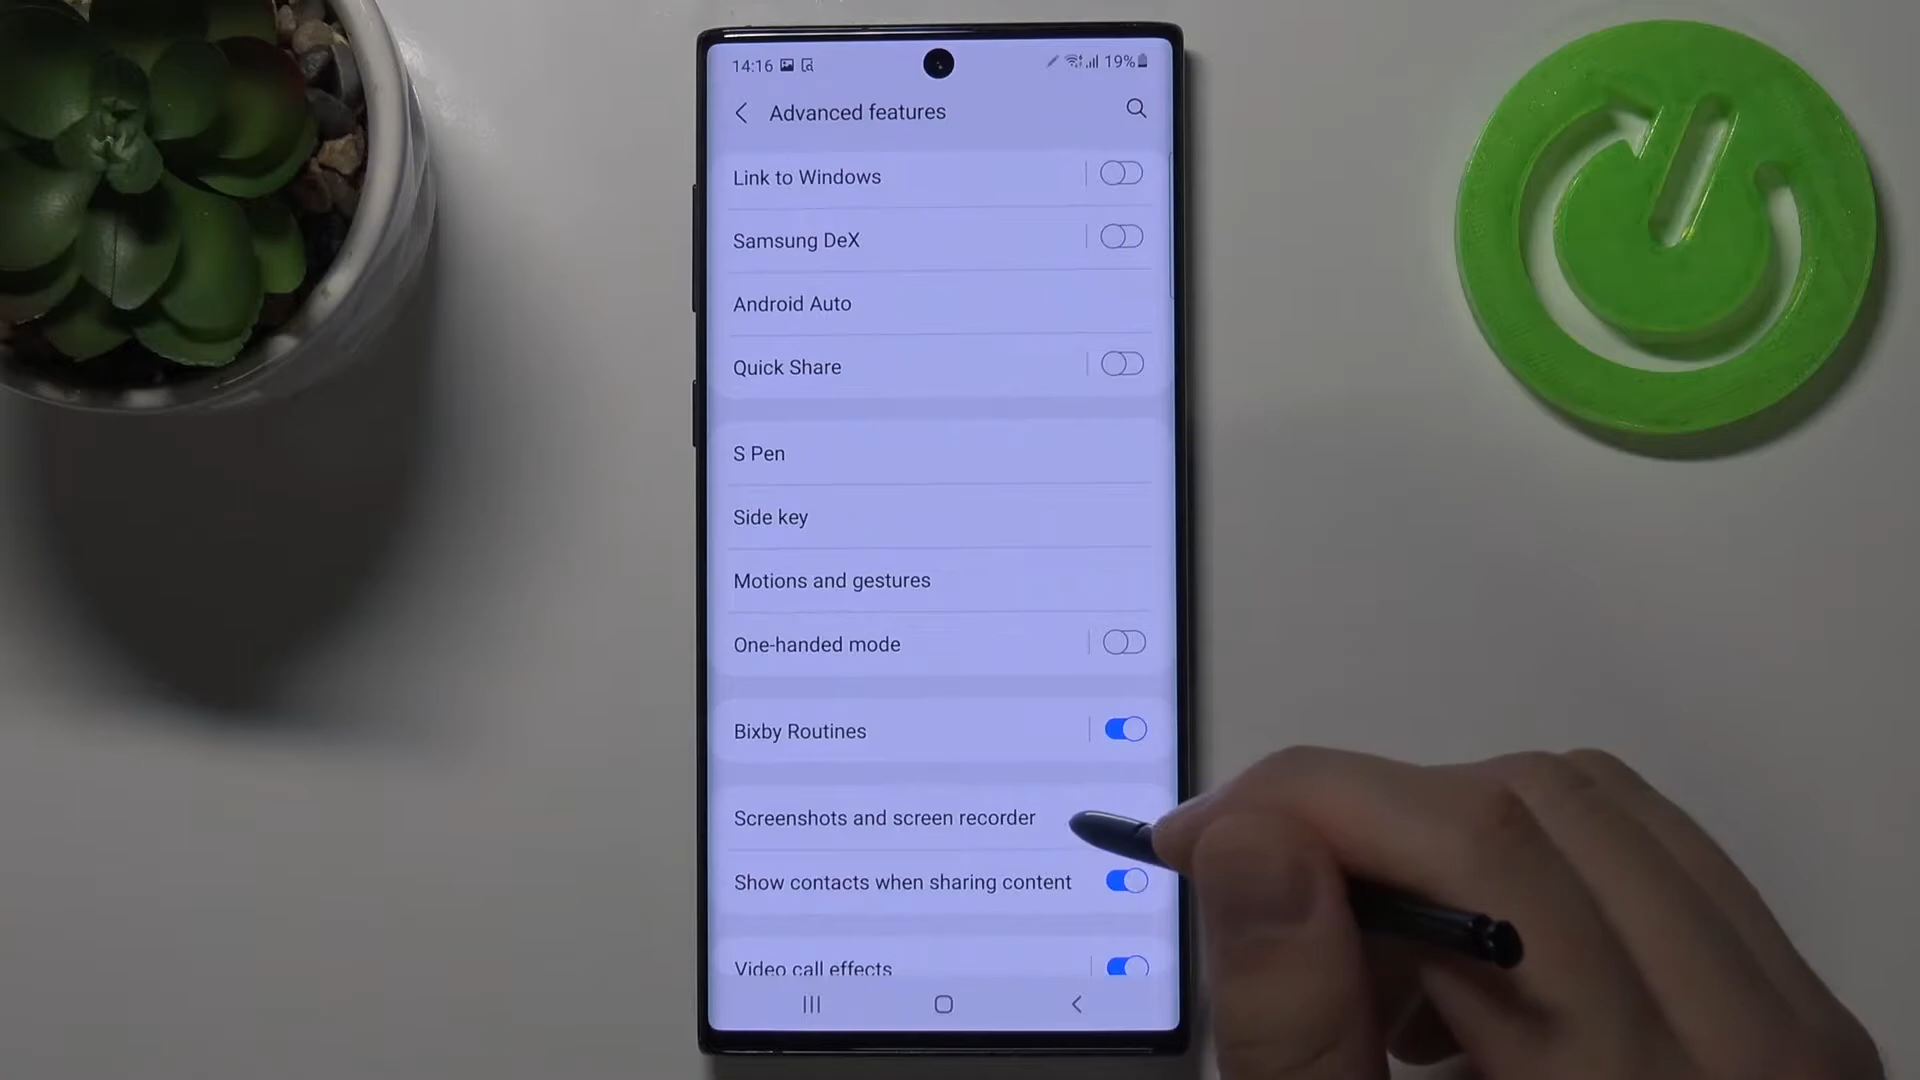 14:16
19%
Advanced features
Link to Windows
Samsung DeX
Android Auto
Quick Share
S Pen
Side key
Motions and gestures
One-handed mode
Bixby Routines
Screenshots and screen recorder
Show contacts when sharing content
Video call effects